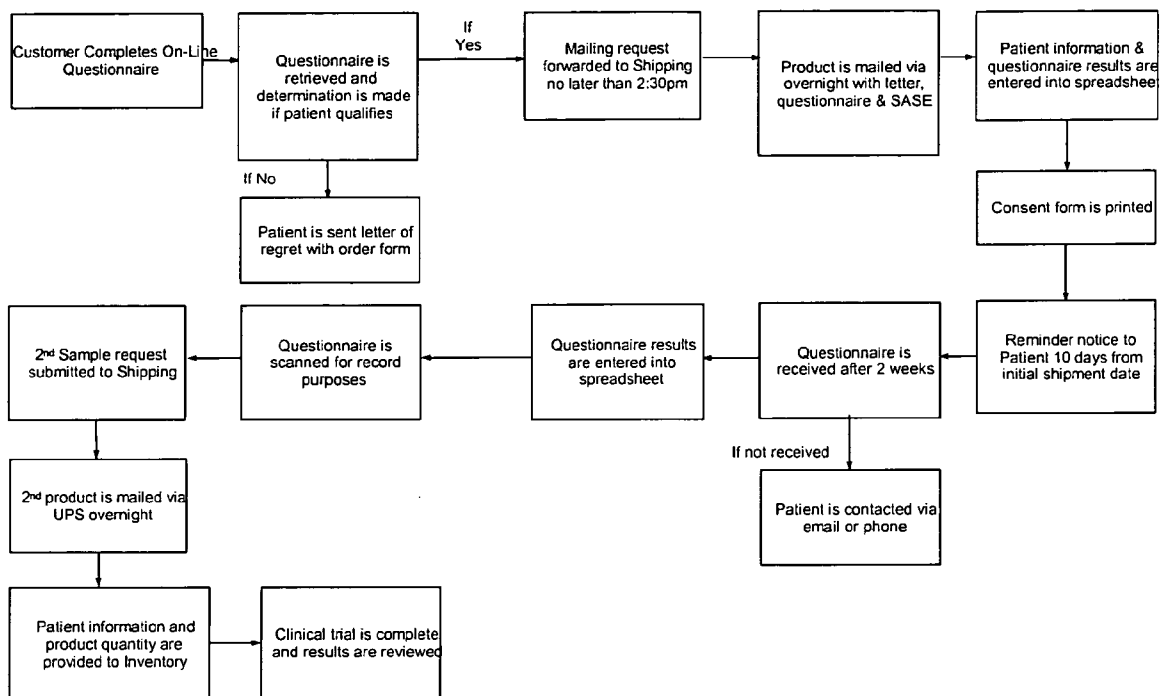 Customer Completes On-Line
Questionnaire
Questionnaire is
retrieved and
determination is made
if patient qualifies
If
Yes
Mailing request
forwarded to Shipping
no later than 2:30pm
Product is mailed via
overnight with letter,
questionnaire & SASE
Patient information &
questionnaire results are
entered into spreadsheet
If No
Patient is sent letter of
regret with order form
Consent form is printed
Reminder notice to
Patient 10 days from
initial shipment date
Questionnaire is
received after 2 weeks
If not received
Patient is contacted via
email or phone
Questionnaire results
are entered into
spreadsheet
Questionnaire is
scanned for record
purposes
2nd Sample request
submitted to Shipping
2nd product is mailed via
UPS overnight
Patient information and
product quantity are
provided to Inventory
Clinical trial is complete
and results are reviewed